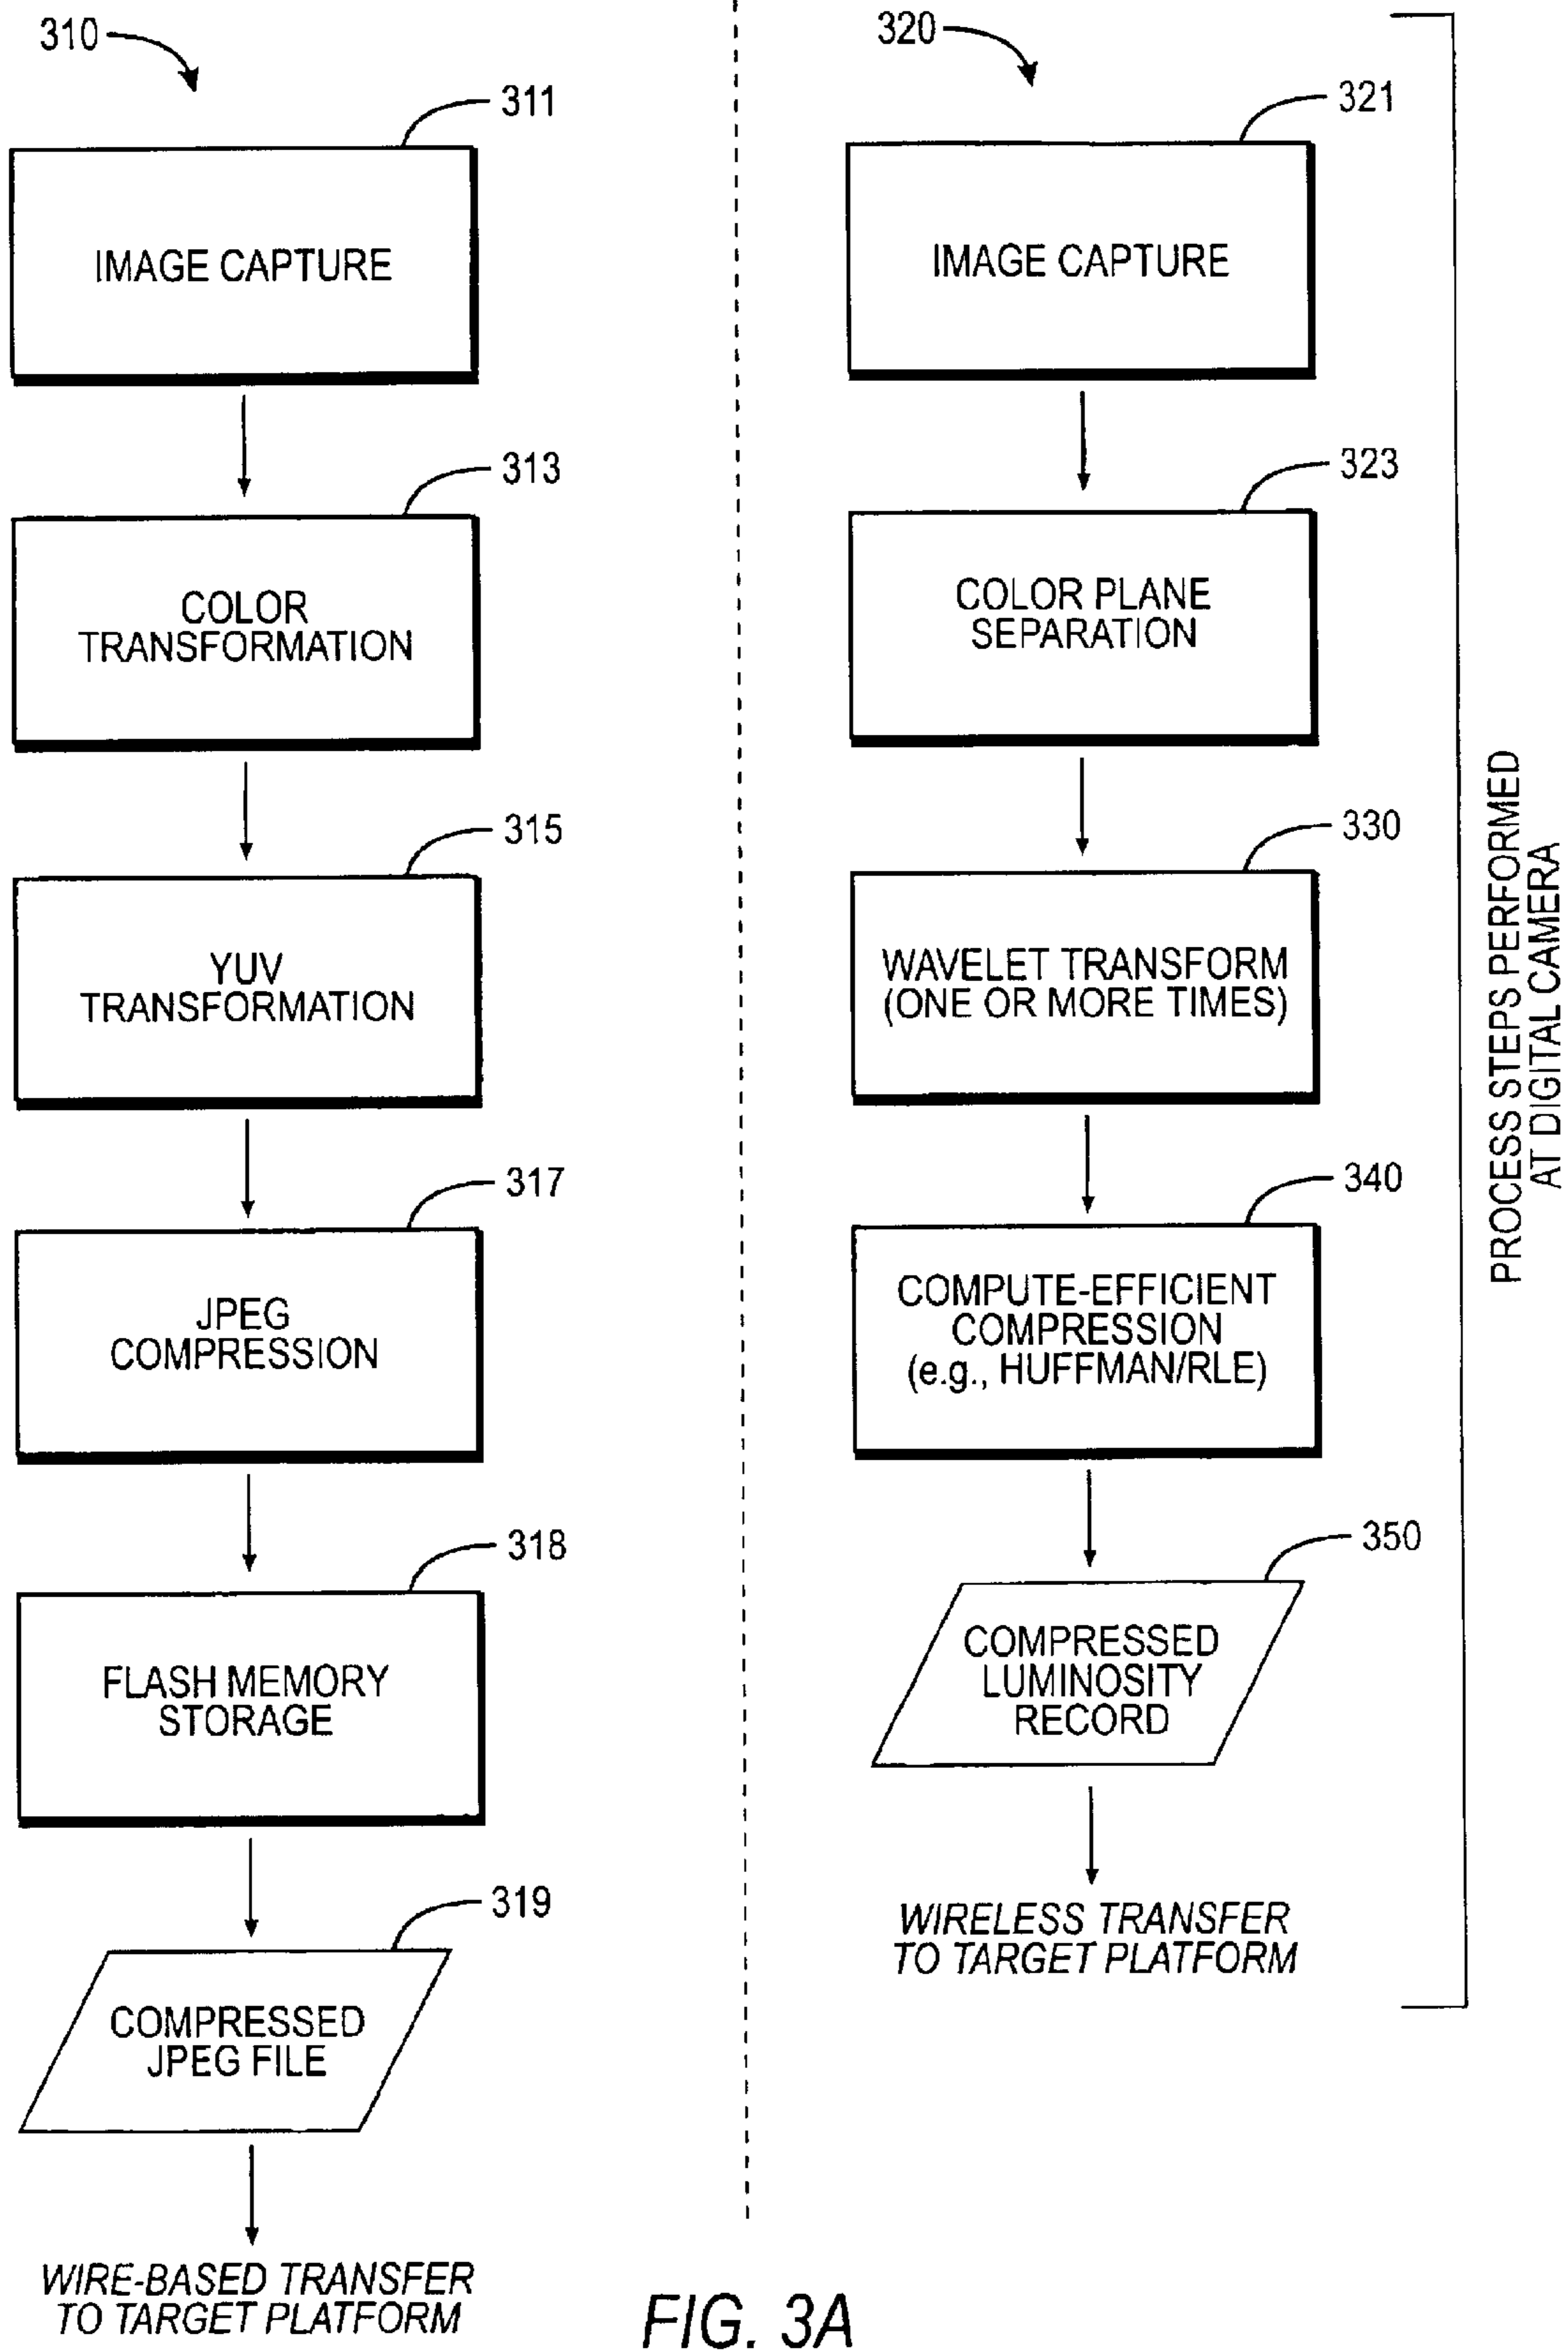 310
311
IMAGE CAPTURE
313
COLOR
TRANSFORMATION
315
YUV
TRANSFORMATION
317
JPEG
COMPRESSION
318
FLASH MEMORY
STORAGE
319
COMPRESSED
JPEG FILE
WIRE-BASED TRANSFER
TO TARGET PLATFORM
320
321
IMAGE CAPTURE
323
COLOR PLANE
SEPARATION
330
WAVELET TRANSFORM
(ONE OR MORE TIMES)
340
COMPUTE-EFFICIENT
COMPRESSION
(e.g., HUFFMAN/RLE)
350
COMPRESSED
LUMINOSITY
RECORD
WIRELESS TRANSFER
TO TARGET PLATFORM
PROCESS STEPS PERFORMED
AT DIGITAL CAMERA
FIG. 3A